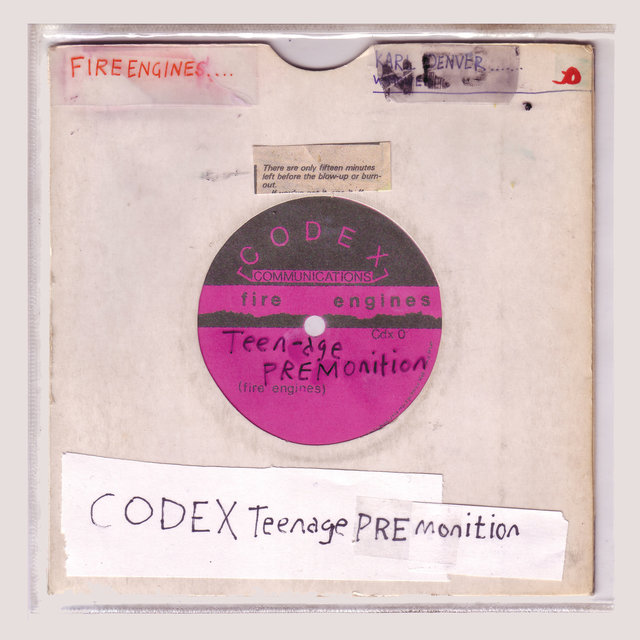 FIRE ENGINES....
KARL DENVER......
There are only fifteen minutes
left before the blow-up or burn-
out.
CODEX
COMMUNICATIONS
fire engines
Cdx 0
Teen-age
PREMonition
(fire engines)
CODEX Teenage PREmonition